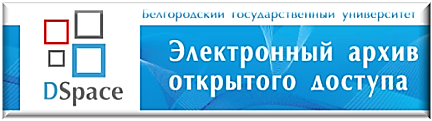 Белгородский государственный университет
Электронный архив
открытого доступа
DSpace